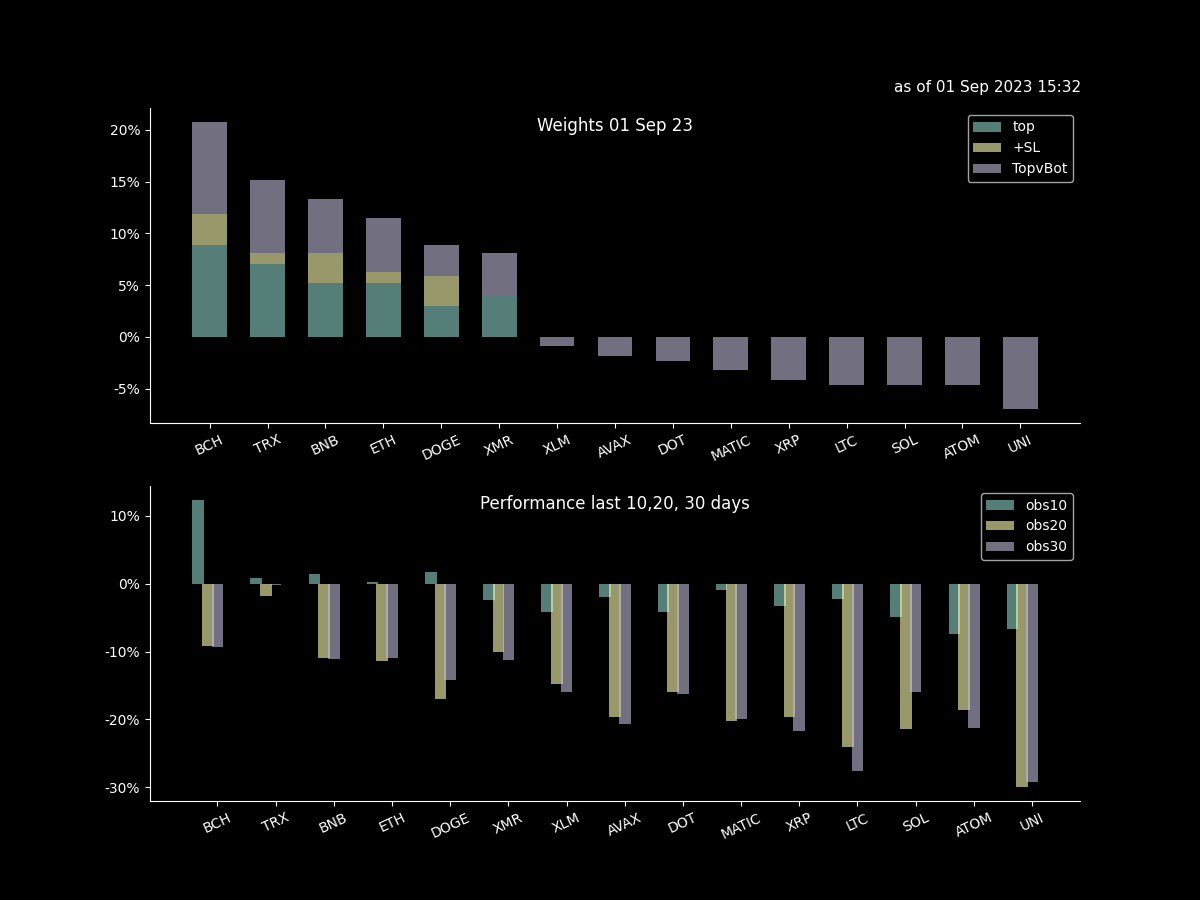 as of 01 Sep 2023 15:32
Weights 01 Sep 23
top
+SL
TopvBot
20%
15%
10%
5%
0%
-5%
BCH TRX BNB ETH DOGE XMR XLM AVAX DOT MATIC XRP LTC SOL ATOM UNI
Performance last 10,20, 30 days
obs10
obs20
obs30
10%
0%
-10%
-20%
-30%
BCH TRX BNB ETH DOGE XMR XLM AVAX DOT MATIC XRP LTC SOL ATOM UNI